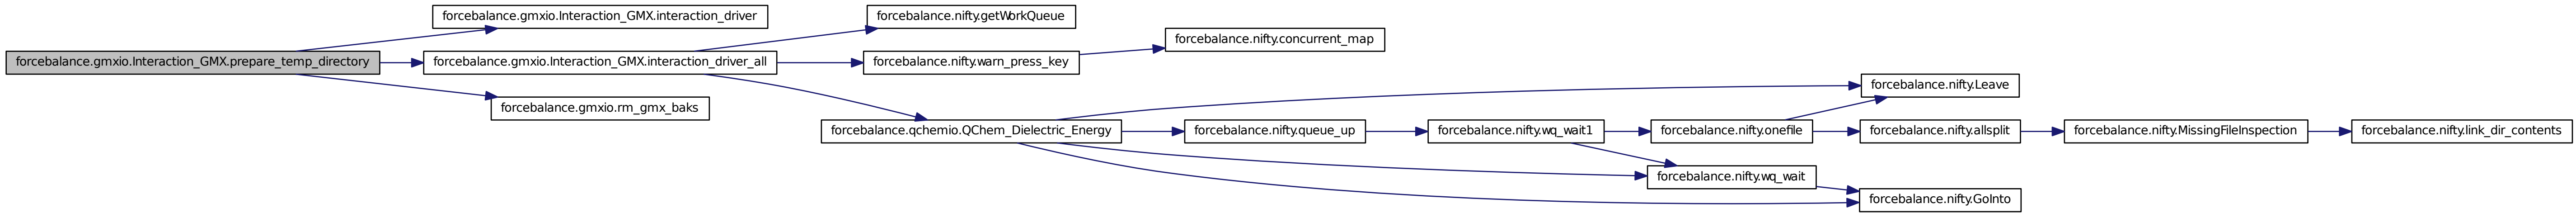 forcebalance.gmxio.Interaction_GMX.prepare_temp_directory
forcebalance.gmxio.Interaction_GMX.interaction_driver
forcebalance.gmxio.Interaction_GMX.interaction_driver_all
forcebalance.gmxio.rm_gmx_baks
forcebalance.nifty.getWorkQueue
forcebalance.nifty.warn_press_key
forcebalance.qchemio.QChem_Dielectric_Energy
forcebalance.nifty.concurrent_map
forcebalance.nifty.queue_up
forcebalance.nifty.wq_wait1
forcebalance.nifty.onefile
forcebalance.nifty.wq_wait
forcebalance.nifty.Leave
forcebalance.nifty.allsplit
forcebalance.nifty.GoInto
forcebalance.nifty.MissingFileInspection
forcebalance.nifty.link_dir_contents